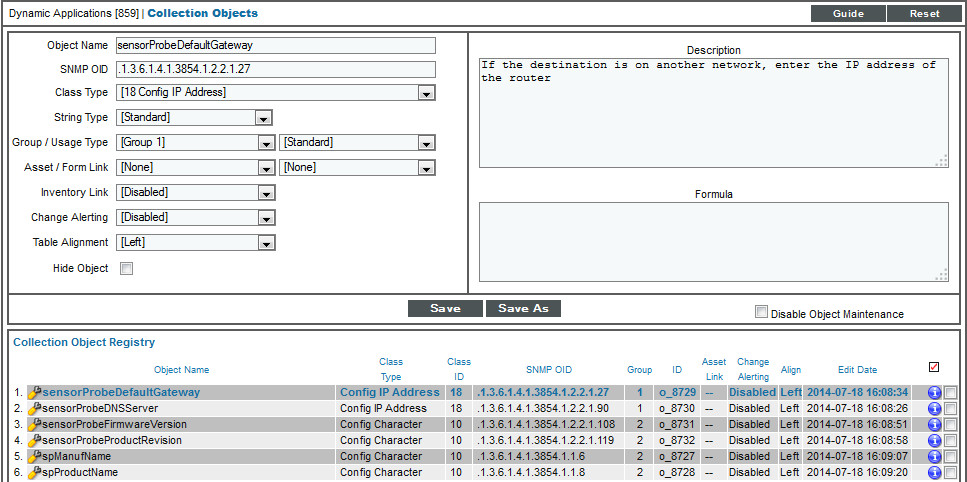 Dynamic Applications [859] | Collection Objects
Guide
Reset
Object Name sensorProbeDefaultGateway
SNMP OID .1.3.6.1.4.1.3854.1.2.2.1.27
Class Type [18 Config IP Address]
String Type [Standard]
Group / Usage Type [Group 1] [Standard]
Asset / Form Link [None] [None]
Inventory Link [Disabled]
Change Alerting [Disabled]
Table Alignment [Left]
Hide Object
Description
If the destination is on another network, enter the IP address of
the router
Formula
Save
Save As
Disable Object Maintenance
Collection Object Registry
Object Name Class Type Class ID SNMP OID Group ID Asset Link Change Alerting Align Edit Date
1. sensorProbeDefaultGateway Config IP Address 18 .1.3.6.1.4.1.3854.1.2.2.1.27 1 o_8729 -- Disabled Left 2014-07-18 16:08:34
2. sensorProbeDNSServer Config IP Address 18 .1.3.6.1.4.1.3854.1.2.2.1.90 1 o_8730 -- Disabled Left 2014-07-18 16:08:26
3. sensorProbeFirmwareVersion Config Character 10 .1.3.6.1.4.1.3854.1.2.2.1.108 2 o_8731 -- Disabled Left 2014-07-18 16:08:51
4. sensorProbeProductRevision Config Character 10 .1.3.6.1.4.1.3854.1.2.2.1.119 2 o_8732 -- Disabled Left 2014-07-18 16:08:58
5. spManufName Config Character 10 .1.3.6.1.4.1.3854.1.1.6 2 o_8727 -- Disabled Left 2014-07-18 16:09:07
6. spProductName Config Character 10 .1.3.6.1.4.1.3854.1.1.8 2 o_8728 -- Disabled Left 2014-07-18 16:09:20